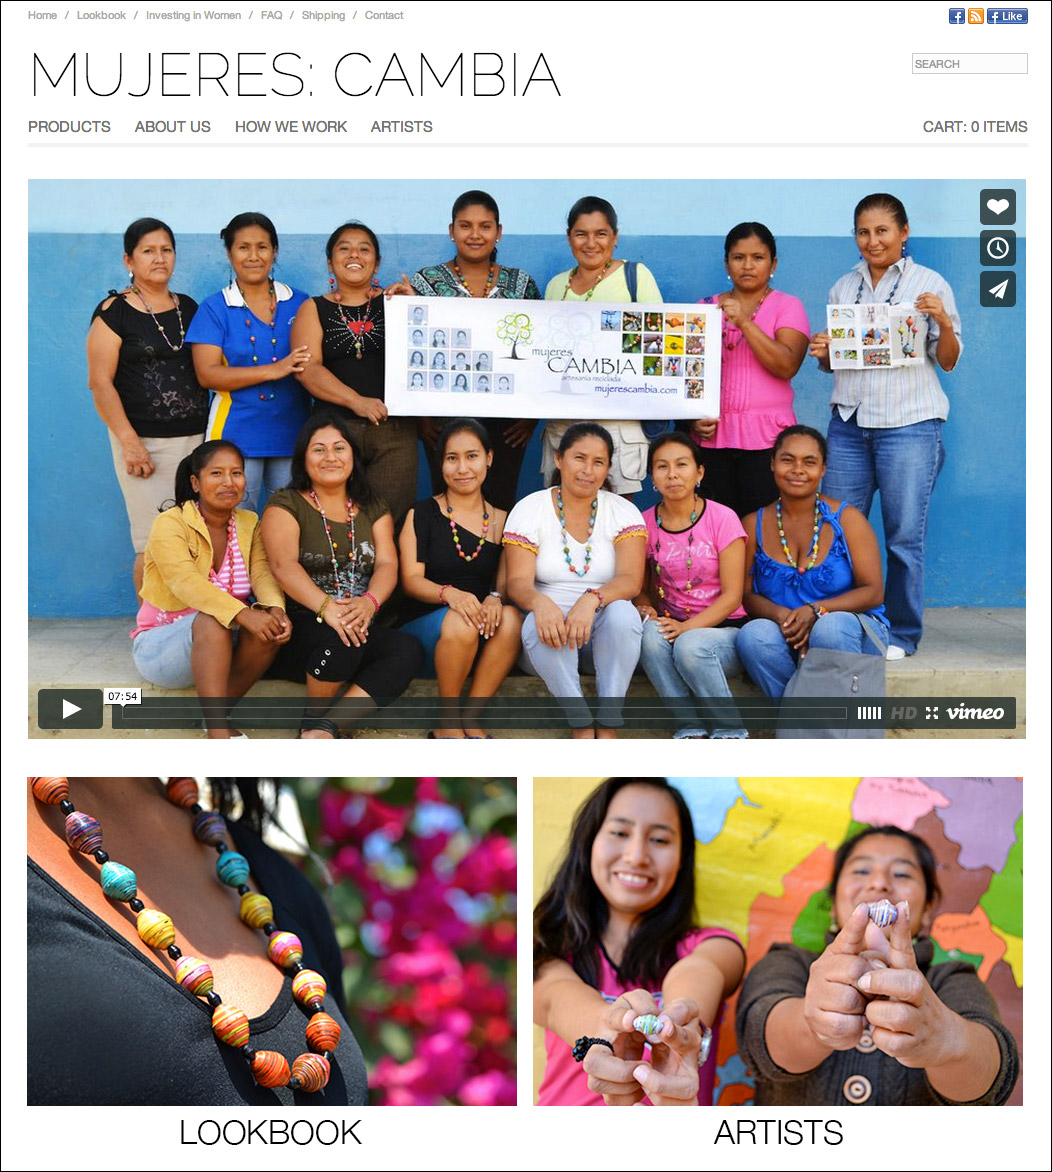 Home / Lookbook / Investing in Women / FAQ / Shipping / Contact
Like
MUJERES: CAMBIA
SEARCH
PRODUCTS ABOUT US HOW WE WORK ARTISTS
CART: 0 ITEMS
mujeres
CAMBIA
artesanía reciclada
mujerescambia.com
07:54
HD vimeo
LOOKBOOK
ARTISTS